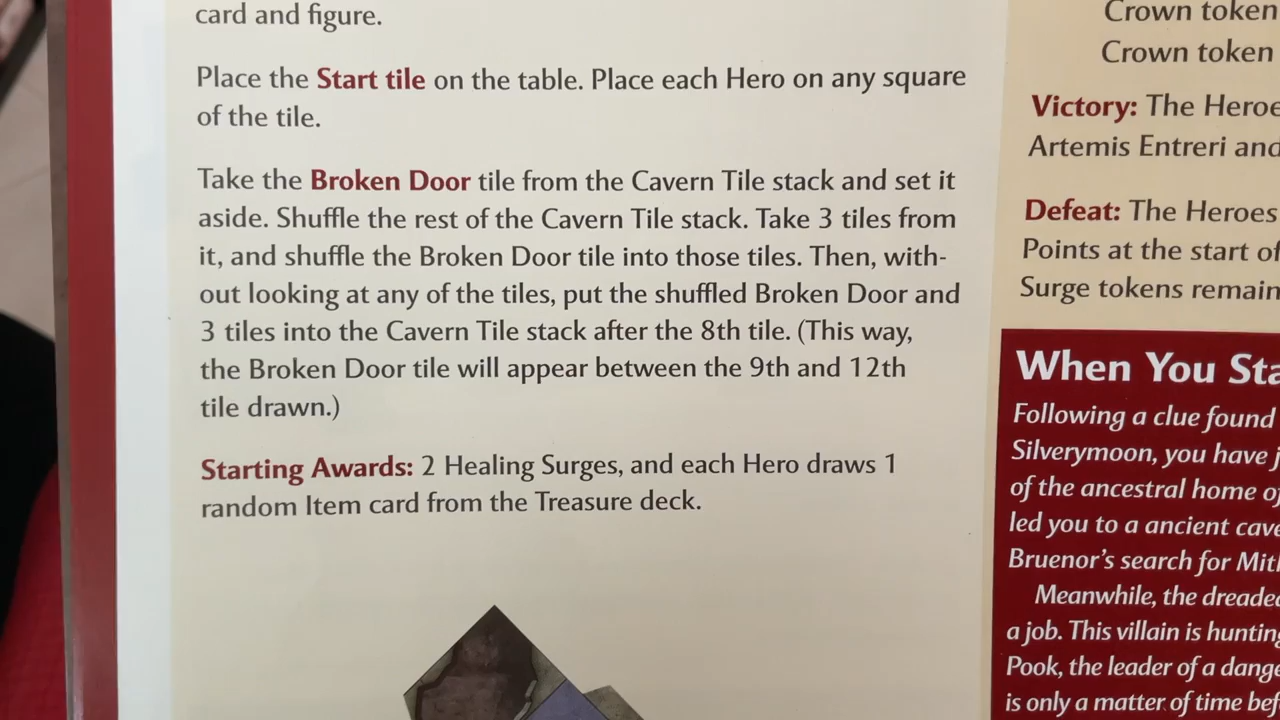 card and figure.
Place the Start tile on the table. Place each Hero on any square
of the tile.
Take the Broken Door tile from the Cavern Tile stack and set it
aside. Shuffle the rest of the Cavern Tile stack. Take 3 tiles from
it, and shuffle the Broken Door tile into those tiles. Then, with-
out looking at any of the tiles, put the shuffled Broken Door and
3 tiles into the Cavern Tile stack after the 8th tile. (This way,
the Broken Door tile will appear between the 9th and 12th
tile drawn.)
Starting Awards: 2 Healing Surges, and each Hero draws 1
random Item card from the Treasure deck.
Crown token
Crown token
Victory: The Heroe
Artemis Entreri and
Defeat: The Heroes
Points at the start of
Surge tokens remain
When You Sta
Following a clue found
Silverymoon, you have j
of the ancestral home of
led you to a ancient cave
Bruenor's search for Mit
Meanwhile, the dreaded
a job. This villain is hunting
Pook, the leader of a dange
is only a matter of time bef